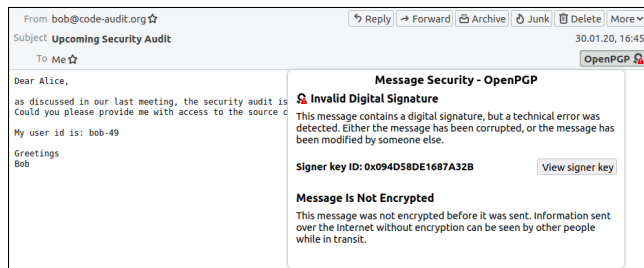 From bob@code-audit.org Reply Forward Archive Junk Delete More
Subject Upcoming Security Audit 30.01.20, 16:45
To Me OpenPGP
Dear Alice,
as discussed in our last meeting, the security audit is
Could you please provide me with access to the source c
My user id is: bob-49
Greetings
Bob
Message Security - OpenPGP
Invalid Digital Signature
This message contains a digital signature, but a technical error was
detected. Either the message has been corrupted, or the message has
been modified by someone else.
Signer key ID: 0x094D58DE1687A32B View signer key
Message Is Not Encrypted
This message was not encrypted before it was sent. Information sent
over the Internet without encryption can be seen by other people
while in transit.